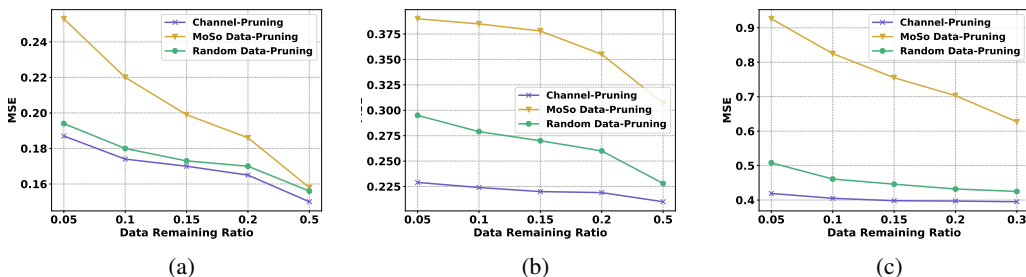 Channel-Pruning
MoSo Data-Pruning
Random Data-Pruning
MSE
0.24
0.22
0.20
0.18
0.16
0.05 0.1 0.15 0.2 0.5
Data Remaining Ratio
(a)
Channel-Pruning
MoSo Data-Pruning
Random Data-Pruning
0.375
0.350
0.325
0.300
0.275
0.250
0.225
0.05 0.1 0.15 0.2 0.5
Data Remaining Ratio
(b)
Channel-Pruning
MoSo Data-Pruning
Random Data-Pruning
MSE
0.9
0.8
0.7
0.6
0.5
0.4
0.05 0.1 0.15 0.2 0.3
Data Remaining Ratio
(c)